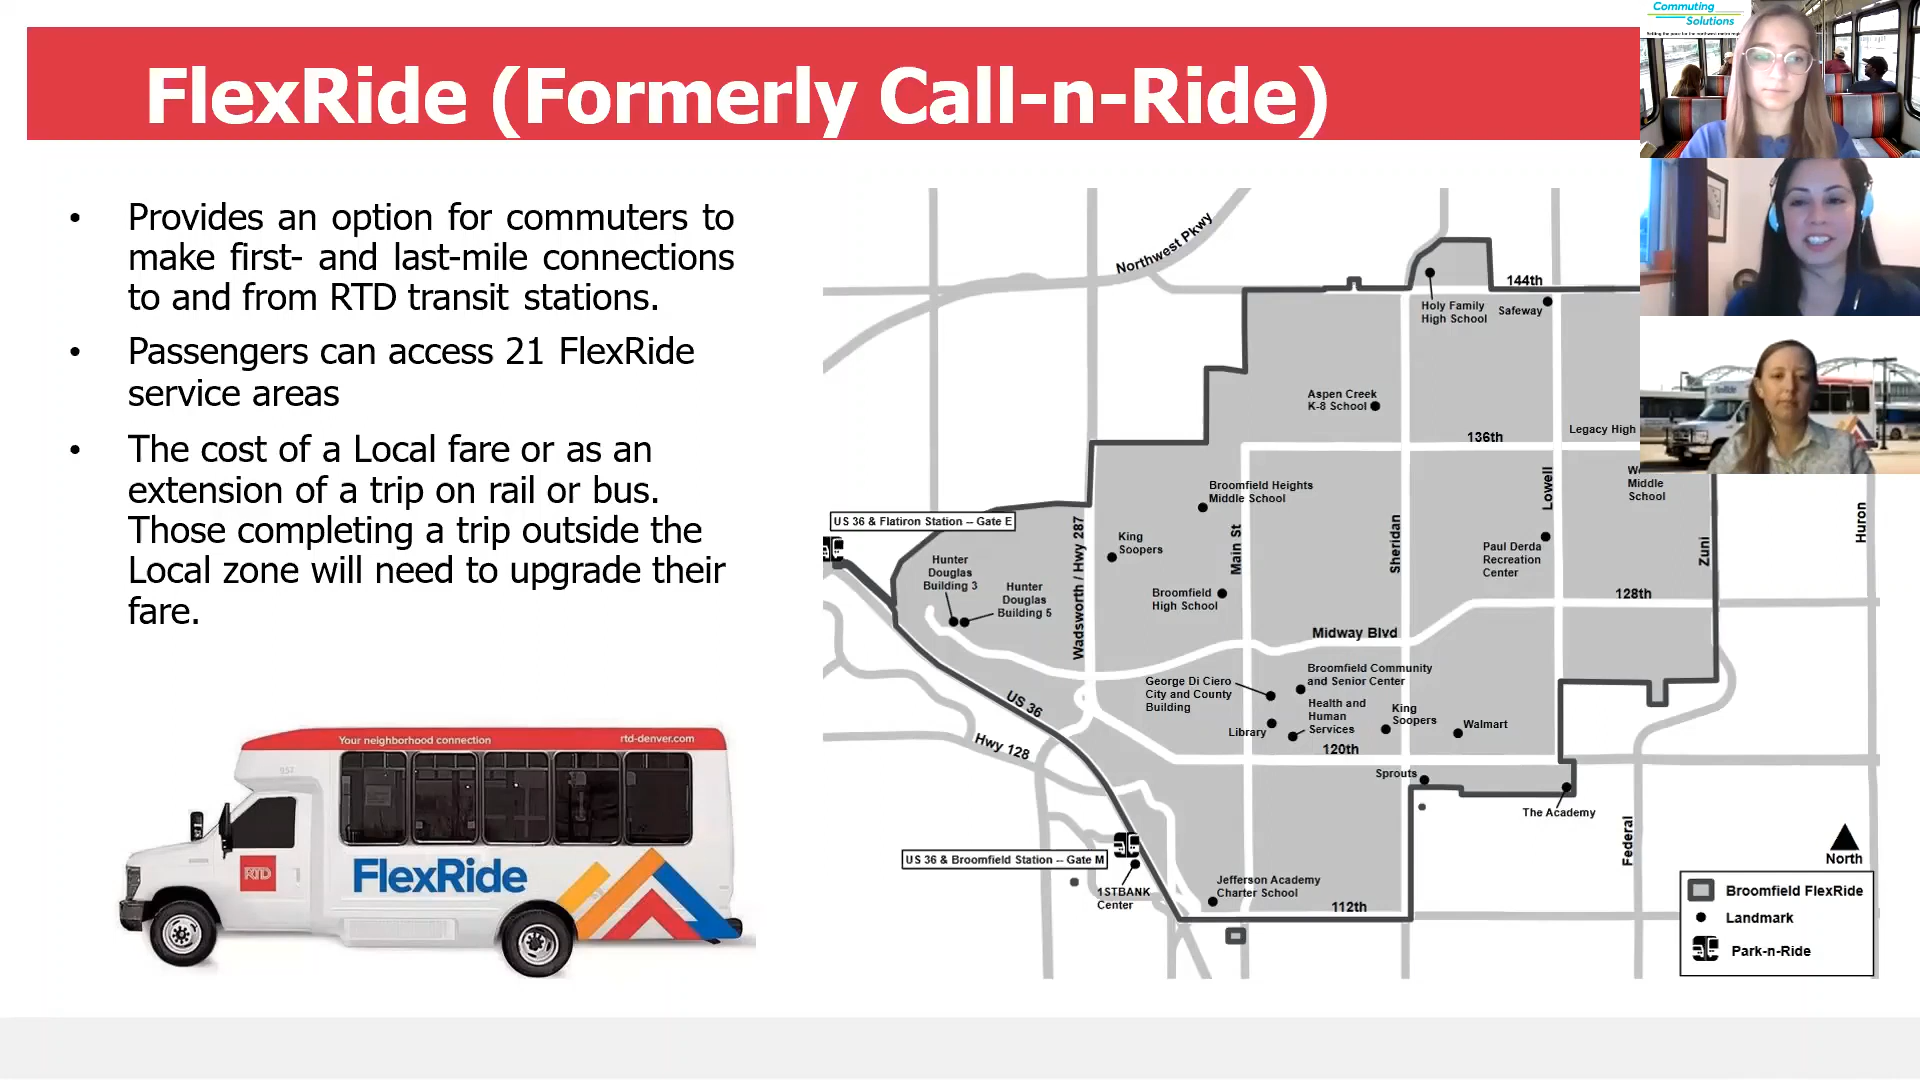 FlexRide (Formerly Call-n-Ride)
Commuting
Solutions
• Provides an option for commuters to
make first- and last-mile connections
to and from RTD transit stations.
• Passengers can access 21 FlexRide
service areas
• The cost of a Local fare or as an
extension of a trip on rail or bus.
Those completing a trip outside the
Local zone will need to upgrade their
fare.
Your neighborhood connection
rtd-denver.com
957
RTD
FlexRide
Northwest Pkwy
144th
Holy Family
High School
Safeway
Aspen Creek
K-8 School
136th
Legacy High
Lowell
Middle
School
Broomfield Heights
Middle School
US 36 & Flatiron Station -- Gate E
King
Soopers
Wadsworth / Hwy 287
Main St
Sheridan
Paul Derda
Recreation
Center
Zuni
Huron
Hunter
Douglas
Building 3
Hunter
Douglas
Building 5
Broomfield
High School
128th
Midway Blvd
Broomfield Community
and Senior Center
George Di Ciero
City and County
Building
Health and
Human
Services
King
Soopers
Walmart
Library
120th
US 36
Hwy 128
Sprouts
The Academy
Federal
US 36 & Broomfield Station -- Gate M
1STBANK
Center
Jefferson Academy
Charter School
112th
North
Broomfield FlexRide
Landmark
Park-n-Ride